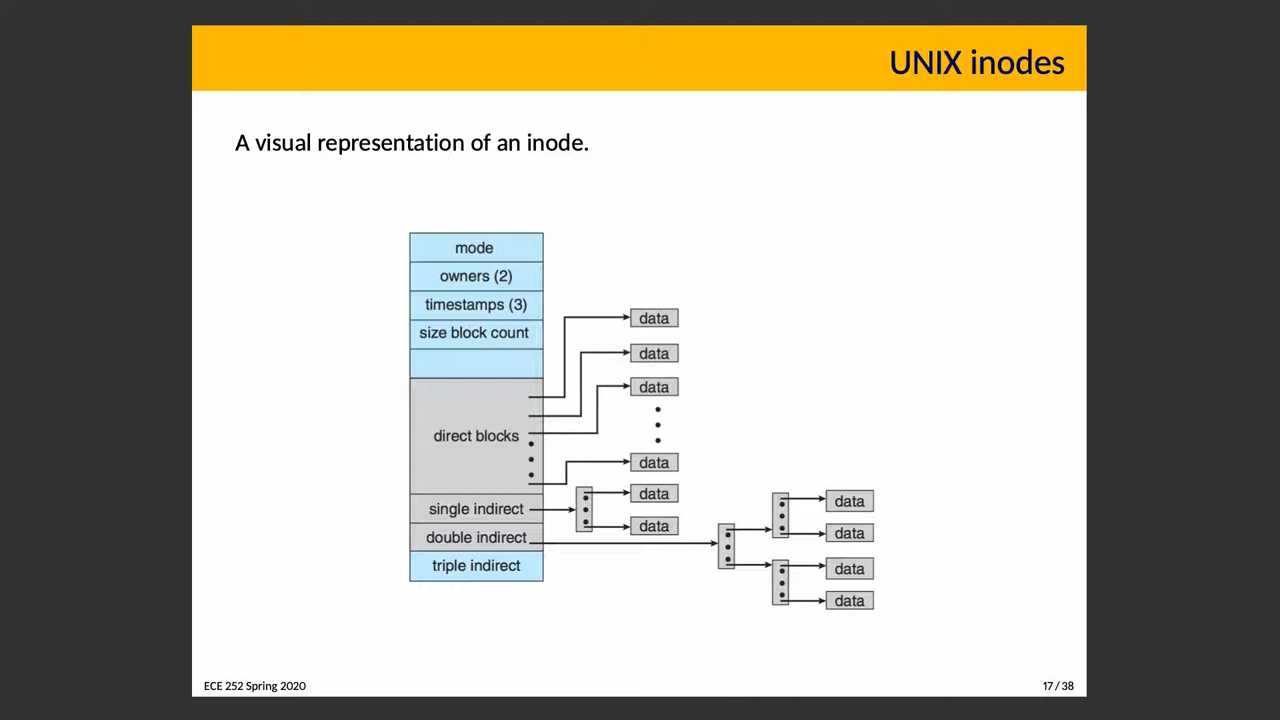 UNIX inodes
A visual representation of an inode.
mode
owners (2)
timestamps (3)
size block count
direct blocks
single indirect
double indirect
triple indirect
data
data
data
data
data
data
data
data
data
data
ECE 252 Spring 2020
17 / 38